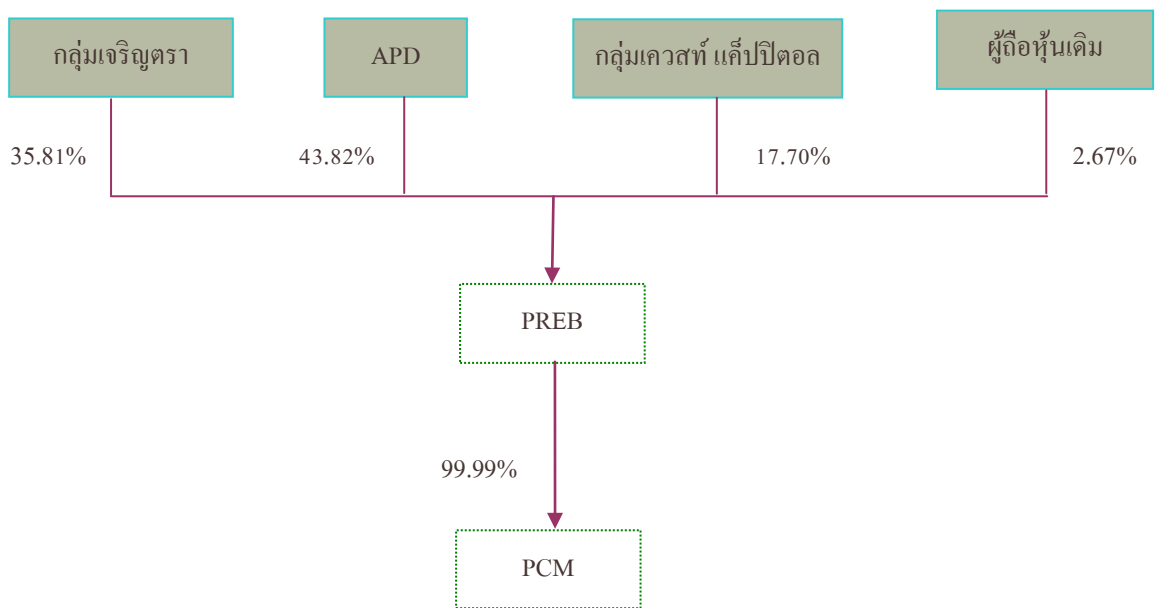 กลุ่มเจริญตรา
APD
กลุ่มเควสท์ แค็ปปิตอล
ผู้ถือหุ้นเดิม
35.81%
43.82%
17.70%
2.67%
PREB
99.99%
PCM